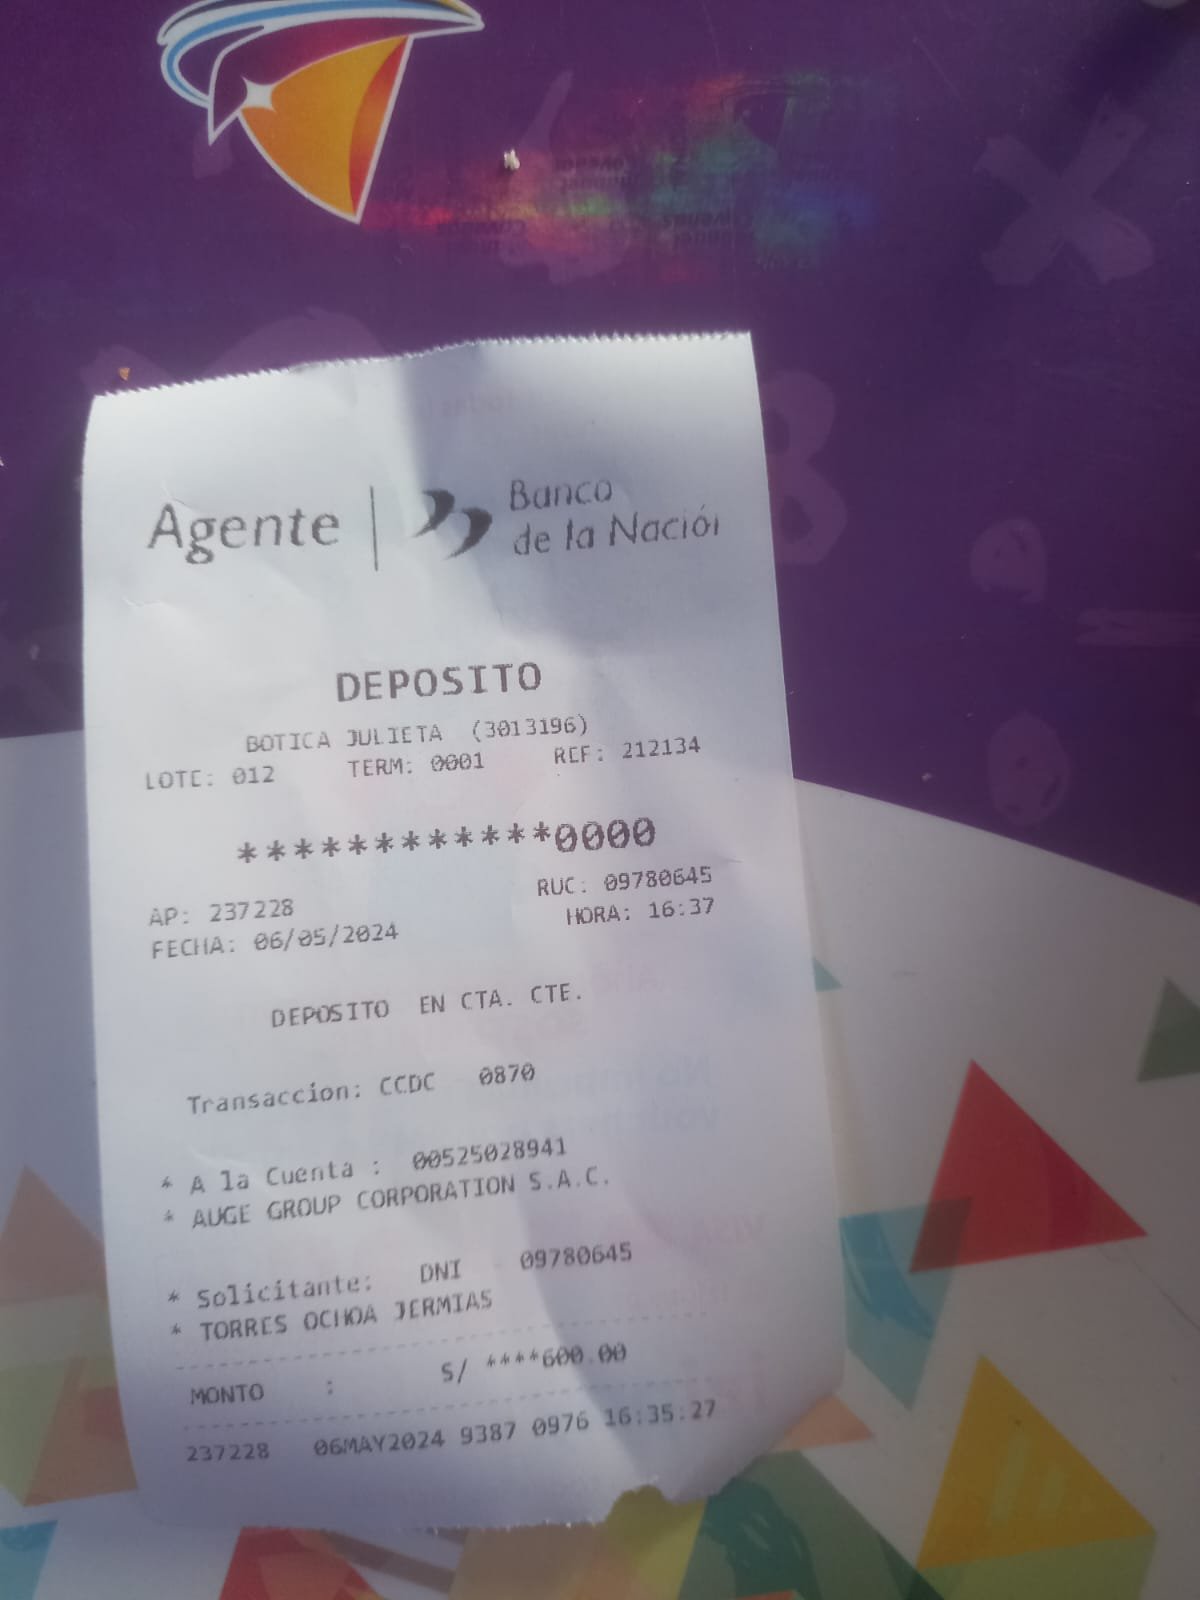 Agente | Banco
de la Nación
DEPOSITO
BOTICA JULIETA (3013196)
LOTE: 012 TERM: 0001 REF: 212134
************0000
AP: 237228 RUC: 09780645
FECHA: 06/05/2024 HORA: 16:37
DEPOSITO EN CTA. CTE.
Transaccion: CCDC 0870
* A la Cuenta : 00525028941
* AUGE GROUP CORPORATION S.A.C.
* Solicitante: DNI 09780645
* TORRES OCHOA JERMIAS
MONTO : S/ ****600.00
237228 06MAY2024 9387 0976 16:35:27